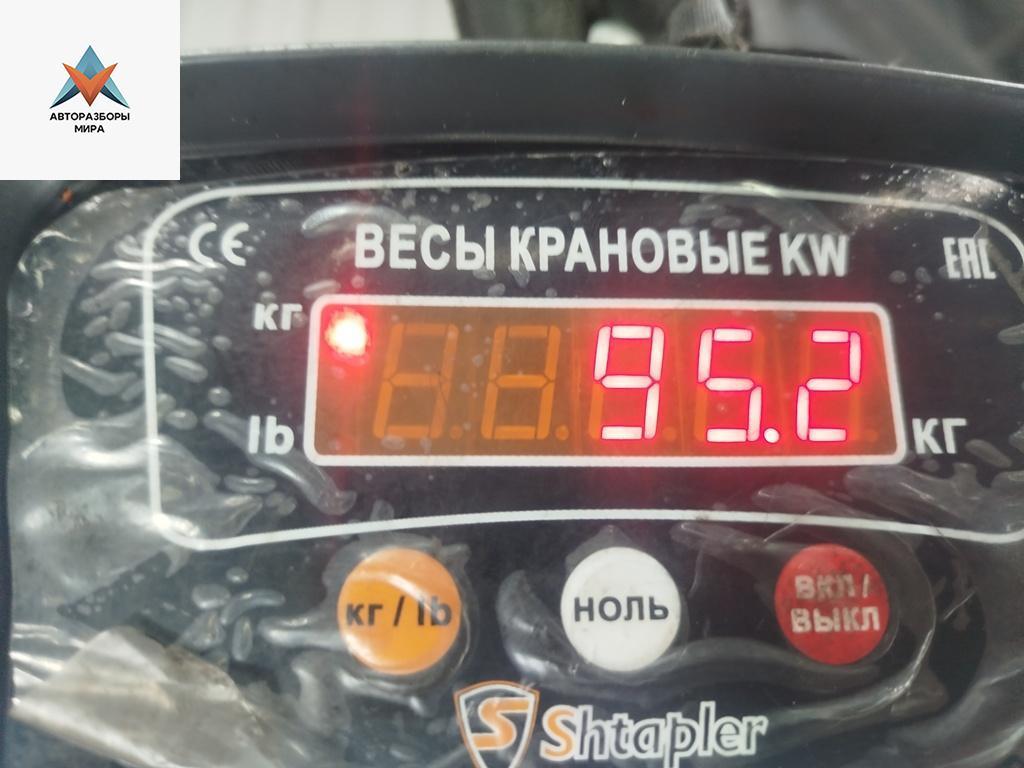 АВТОРАЗБОРЫ
МИРА
CE
ВЕСЫ КРАНОВЫЕ KW
EAC
кг
lb
95.2
КГ
кг / lb
НОЛЬ
ВКЛ /
ВЫКЛ
S Shtapler